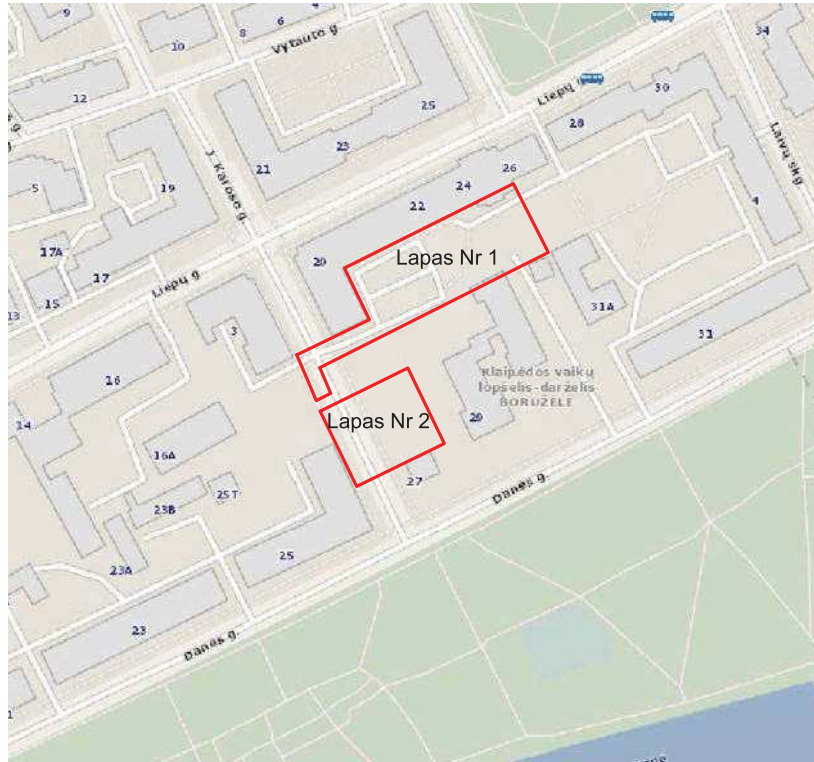 9
10
8
6
4
Vytauto g.
12
25
34
Liepų g.
30
28
23
21
J. Karoso g.
5
19
26
24
22
Laivų skg.
4
17A
17
15
13
20
Lapas Nr 1
Liepų g.
31A
3
31
16
Klaipėdos vaikų
lopšelis-darželis
BORUŽĖLĖ
14
Lapas Nr 2
29
16A
25T
23B
27
Danės g.
25
23A
23
Danės g.